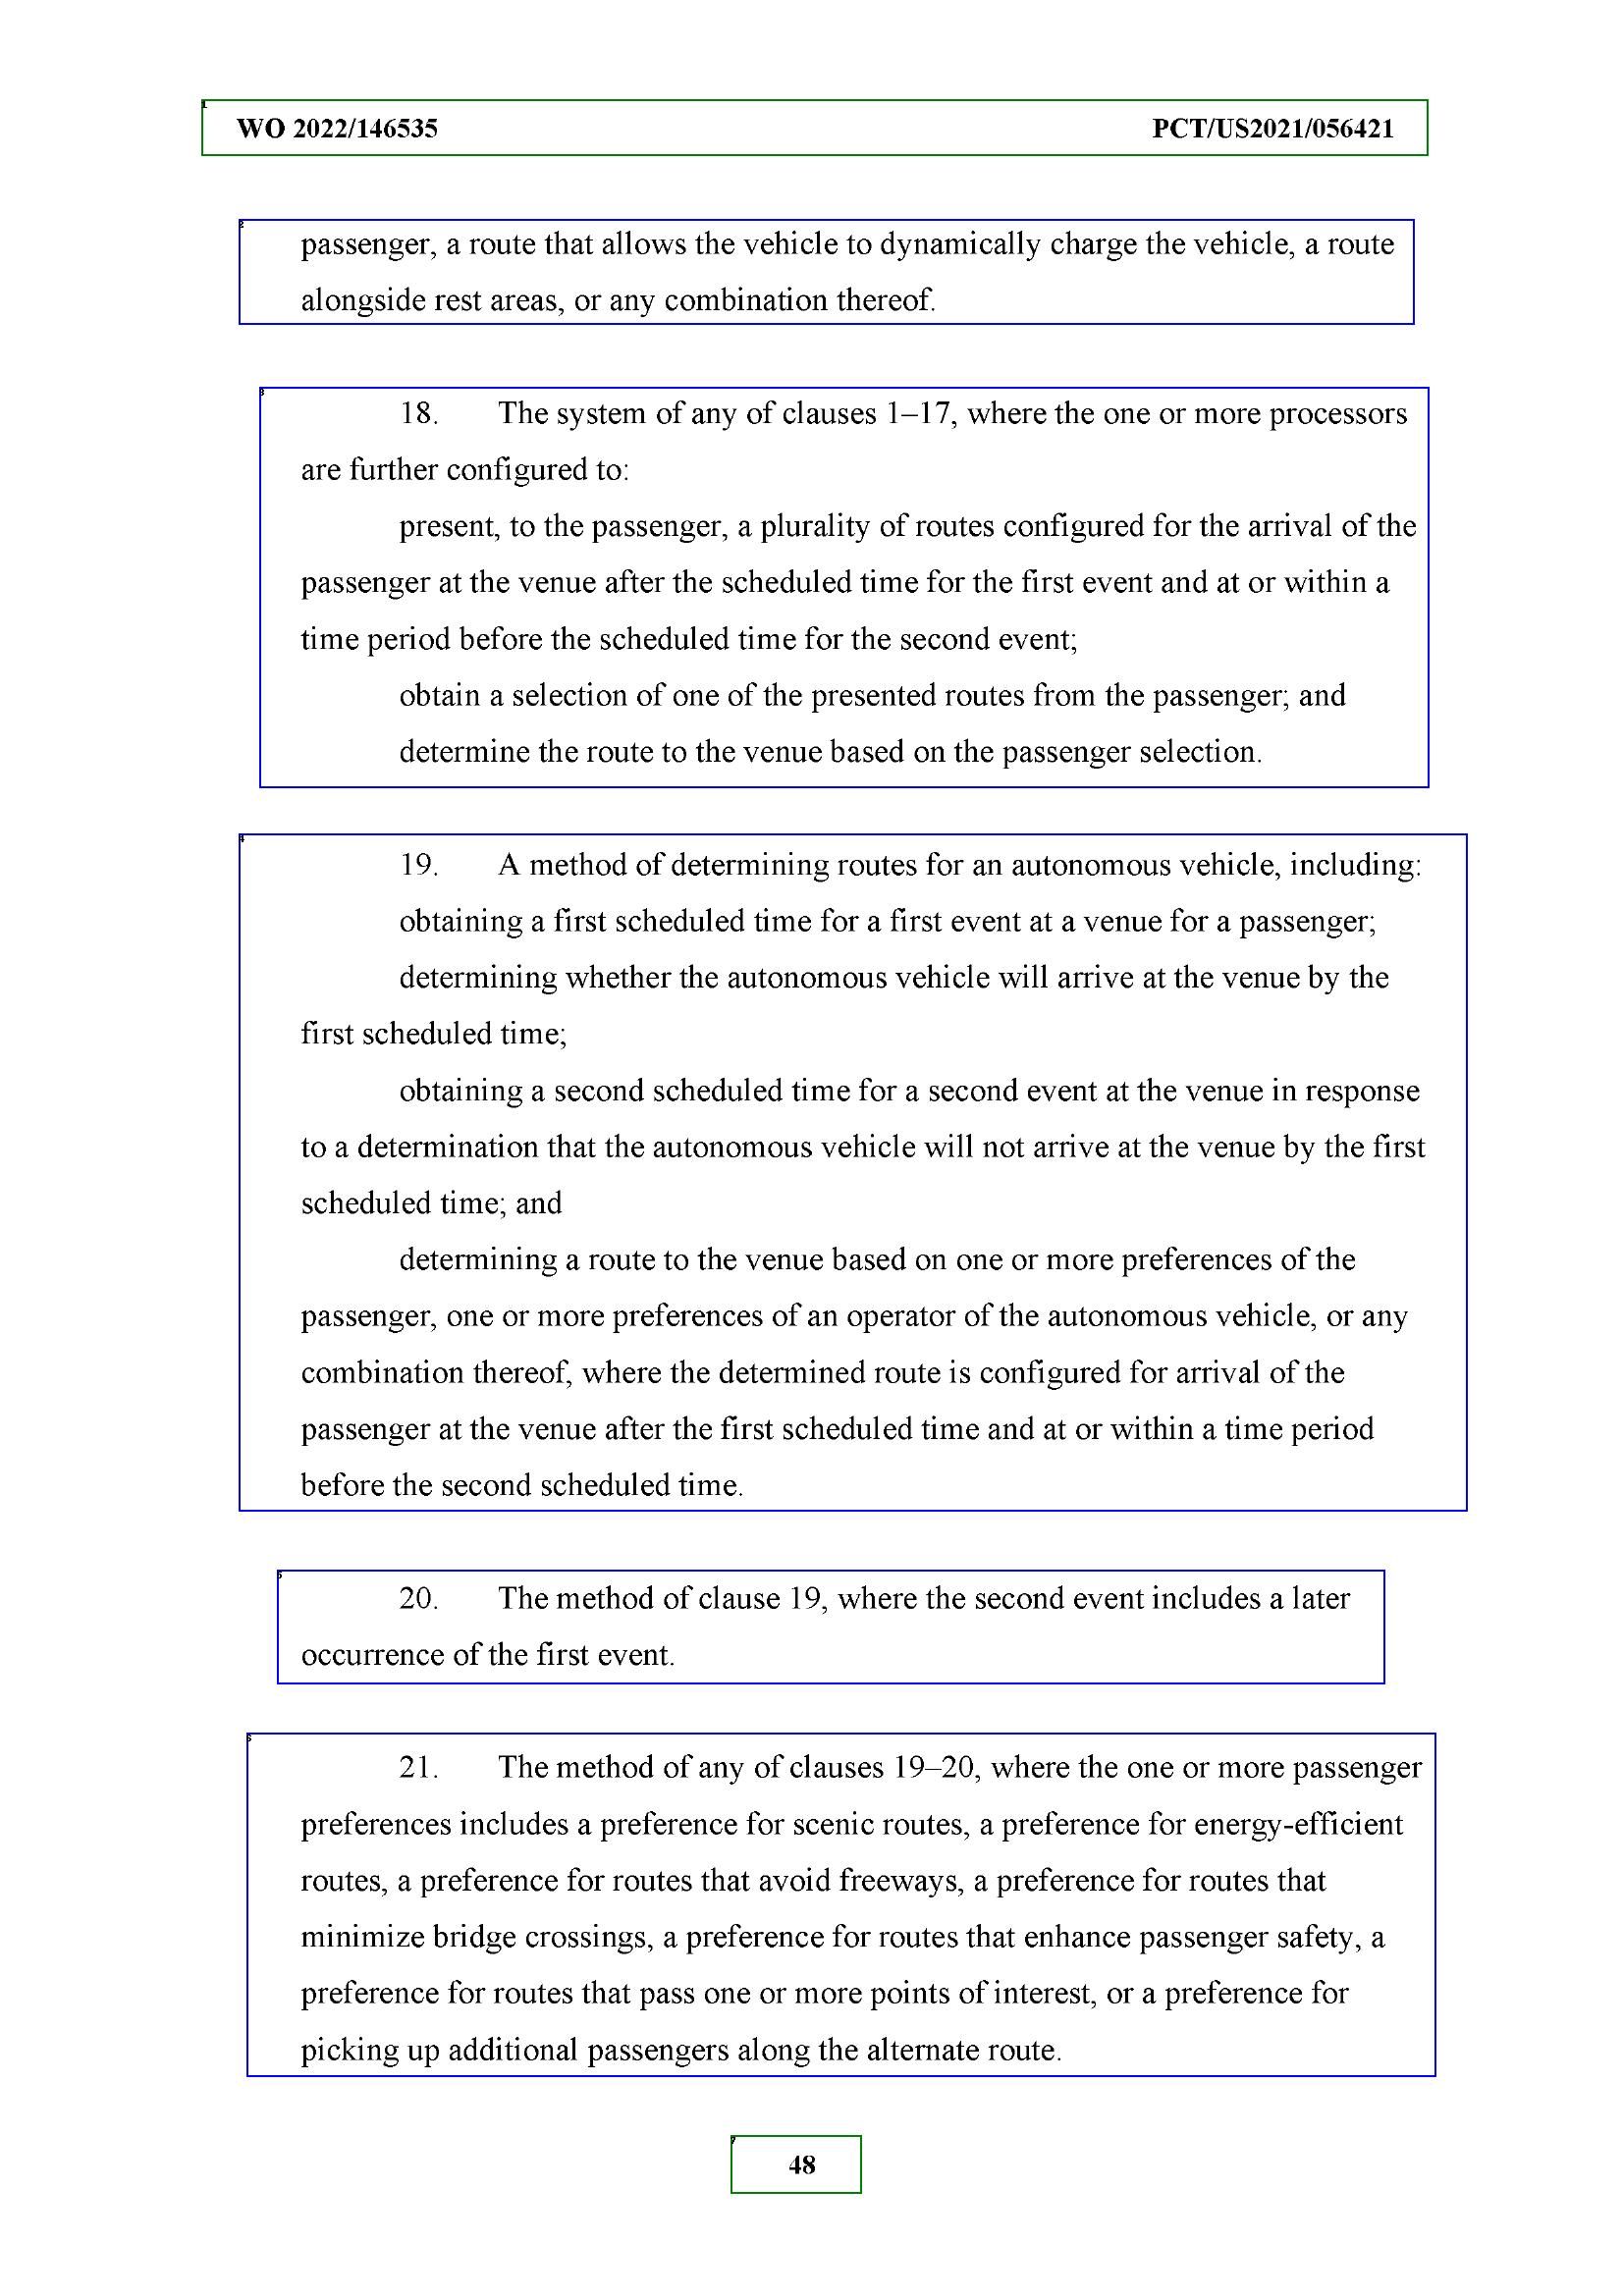 WO 2022/146535 PCT/US2021/056421
passenger, a route that allows the vehicle to dynamically charge the vehicle, a route
alongside rest areas, or any combination thereof.
18. The system of any of clauses 1–17, where the one or more processors
are further configured to:
present, to the passenger, a plurality of routes configured for the arrival of the
passenger at the venue after the scheduled time for the first event and at or within a
time period before the scheduled time for the second event;
obtain a selection of one of the presented routes from the passenger; and
determine the route to the venue based on the passenger selection.
19. A method of determining routes for an autonomous vehicle, including:
obtaining a first scheduled time for a first event at a venue for a passenger;
determining whether the autonomous vehicle will arrive at the venue by the
first scheduled time;
obtaining a second scheduled time for a second event at the venue in response
to a determination that the autonomous vehicle will not arrive at the venue by the first
scheduled time; and
determining a route to the venue based on one or more preferences of the
passenger, one or more preferences of an operator of the autonomous vehicle, or any
combination thereof, where the determined route is configured for arrival of the
passenger at the venue after the first scheduled time and at or within a time period
before the second scheduled time.
20. The method of clause 19, where the second event includes a later
occurrence of the first event.
21. The method of any of clauses 19–20, where the one or more passenger
preferences includes a preference for scenic routes, a preference for energy-efficient
routes, a preference for routes that avoid freeways, a preference for routes that
minimize bridge crossings, a preference for routes that enhance passenger safety, a
preference for routes that pass one or more points of interest, or a preference for
picking up additional passengers along the alternate route.
48